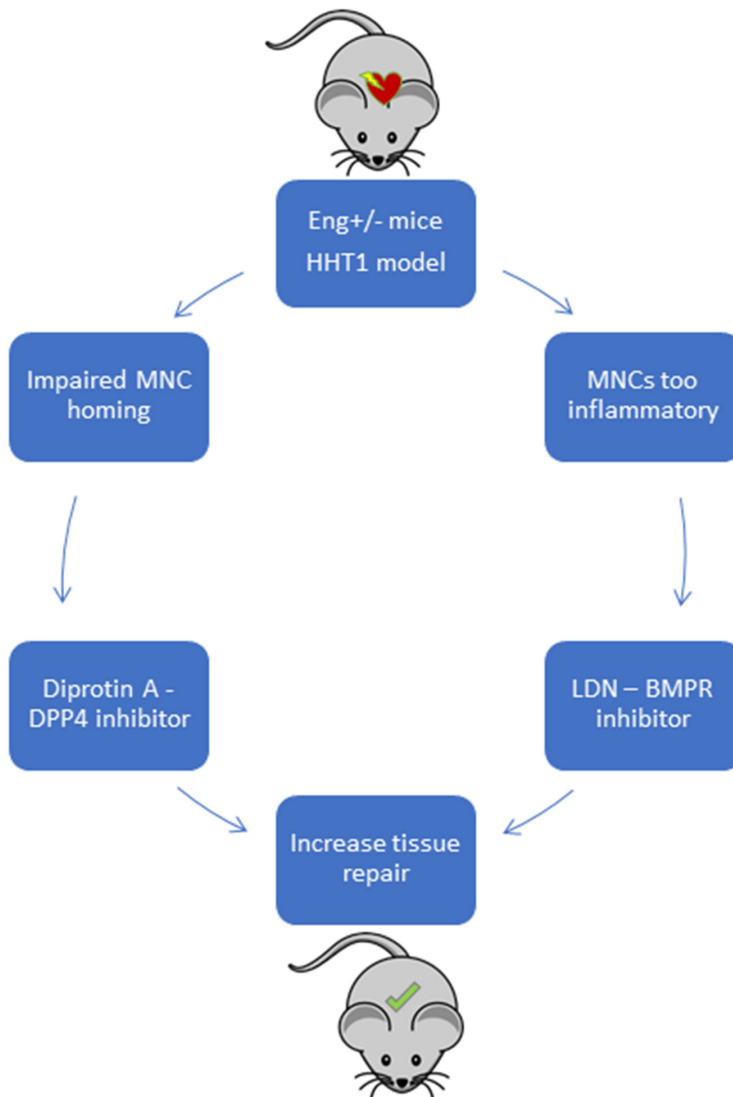 Eng+/- mice
HHT1 model
Impaired MNC
homing
MNCs too
inflammatory
Diprotin A -
DPP4 inhibitor
LDN – BMPR
inhibitor
Increase tissue
repair